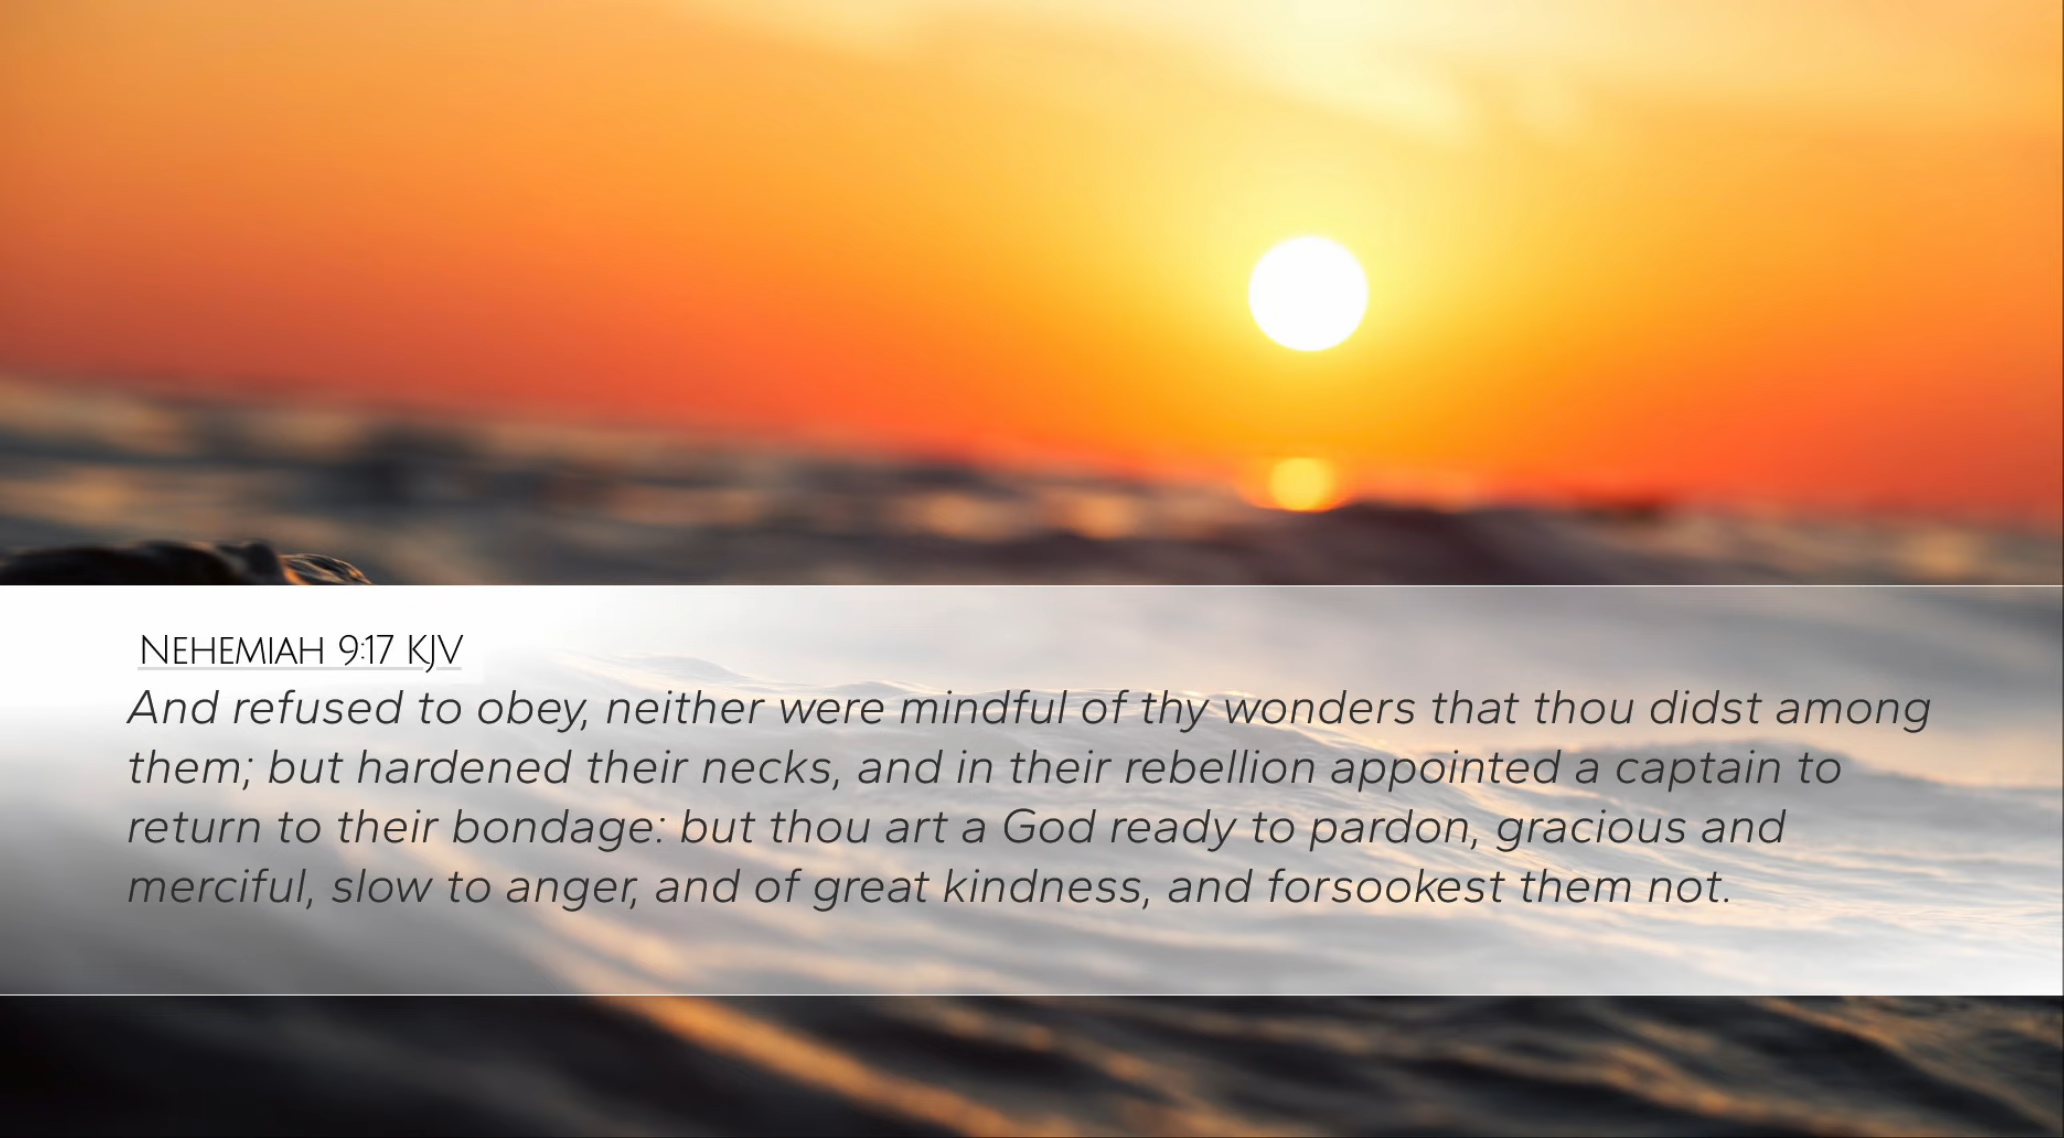 NEHEMIAH 9:17 KJV
And refused to obey, neither were mindful of thy wonders that thou didst among
them; but hardened their necks, and in their rebellion appointed a captain to
return to their bondage: but thou art a God ready to pardon, gracious and
merciful, slow to anger, and of great kindness, and forsookest them not.